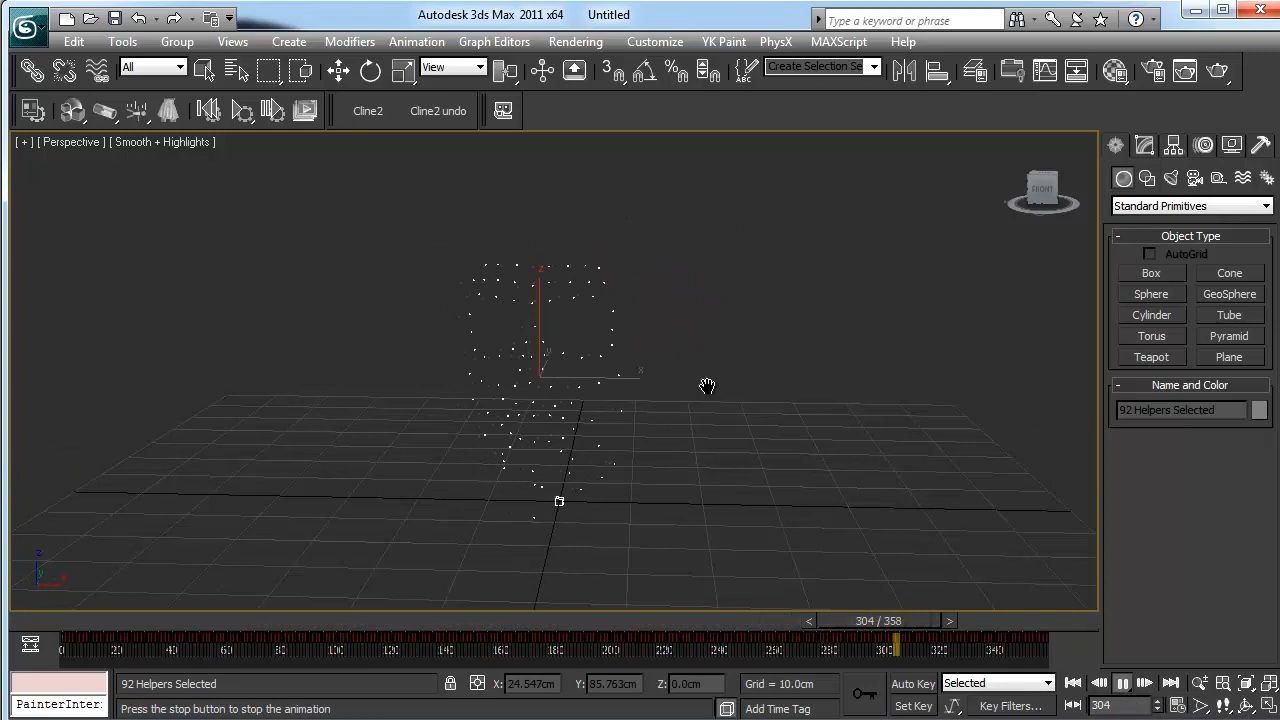 Autodesk 3ds Max 2011 x64 Untitled
Type a keyword or phrase
Edit Tools Group Views Create Modifiers Animation Graph Editors Rendering Customize YK Paint PhysX MAXScript Help
All View Create Selection Se
Cline2 Cline2 undo
[ + ] [ Perspective ] [ Smooth + Highlights ]
FRONT
Standard Primitives
- Object Type
AutoGrid
Box Cone
Sphere GeoSphere
Cylinder Tube
Torus Pyramid
Teapot Plane
- Name and Color
92 Helpers Selected
z
y
x
z
y
x
< 304 / 358 >
0 20 40 60 80 100 120 140 160 180 200 220 240 260 280 300 320 340
92 Helpers Selected X: 24.547cm Y: 85.763cm Z: 0.0cm Grid = 10.0cm Auto Key Selected
PainterInter Press the stop button to stop the animation Add Time Tag Set Key Key Filters... 304